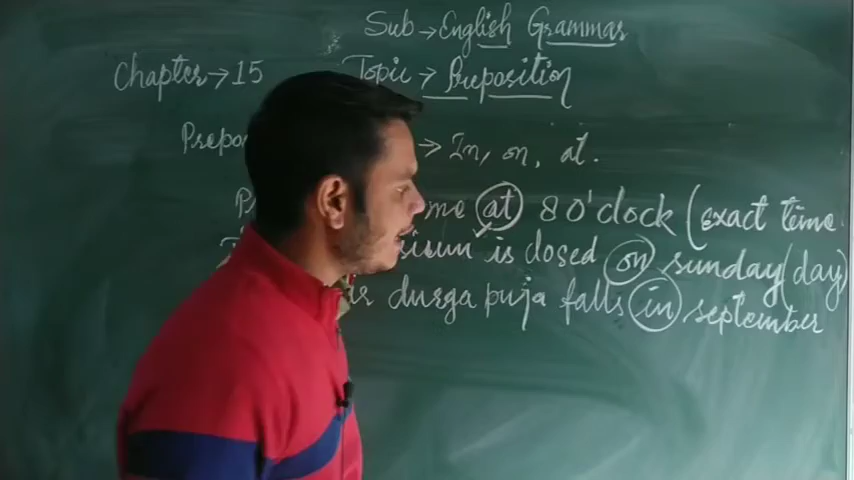 Sub → English Grammar
Chapter → 15 Topic → Preposition
→ In, on, at.
at 8 O'clock (exact time
is closed on sunday (day)
durga puja falls in september